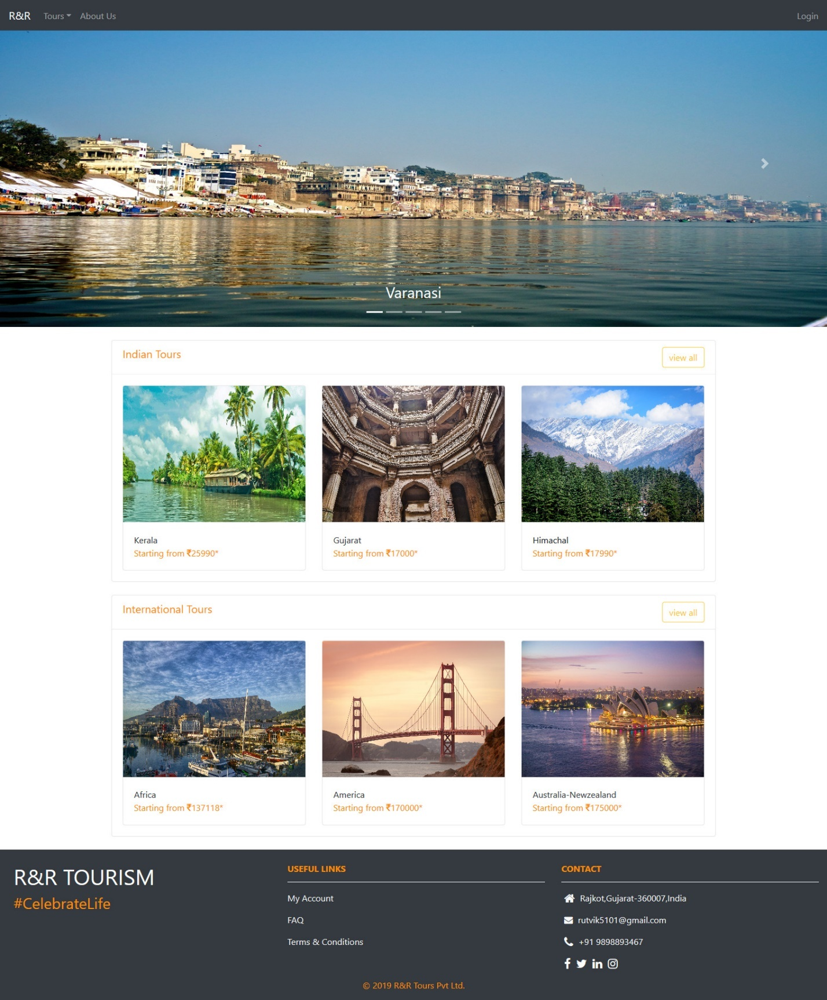 R&R Tours About Us Login
Varanasi
Indian Tours view all
Kerala
Starting from ₹25990*
Gujarat
Starting from ₹17000*
Himachal
Starting from ₹17990*
International Tours view all
Africa
Starting from ₹137118*
America
Starting from ₹170000*
Australia-Newzealand
Starting from ₹175000*
R&R TOURISM
#CelebrateLife
USEFUL LINKS
My Account
FAQ
Terms & Conditions
CONTACT
Rajkot,Gujarat-360007,India
rutvik5101@gmail.com
+91 9898893467
© 2019 R&R Tours Pvt Ltd.